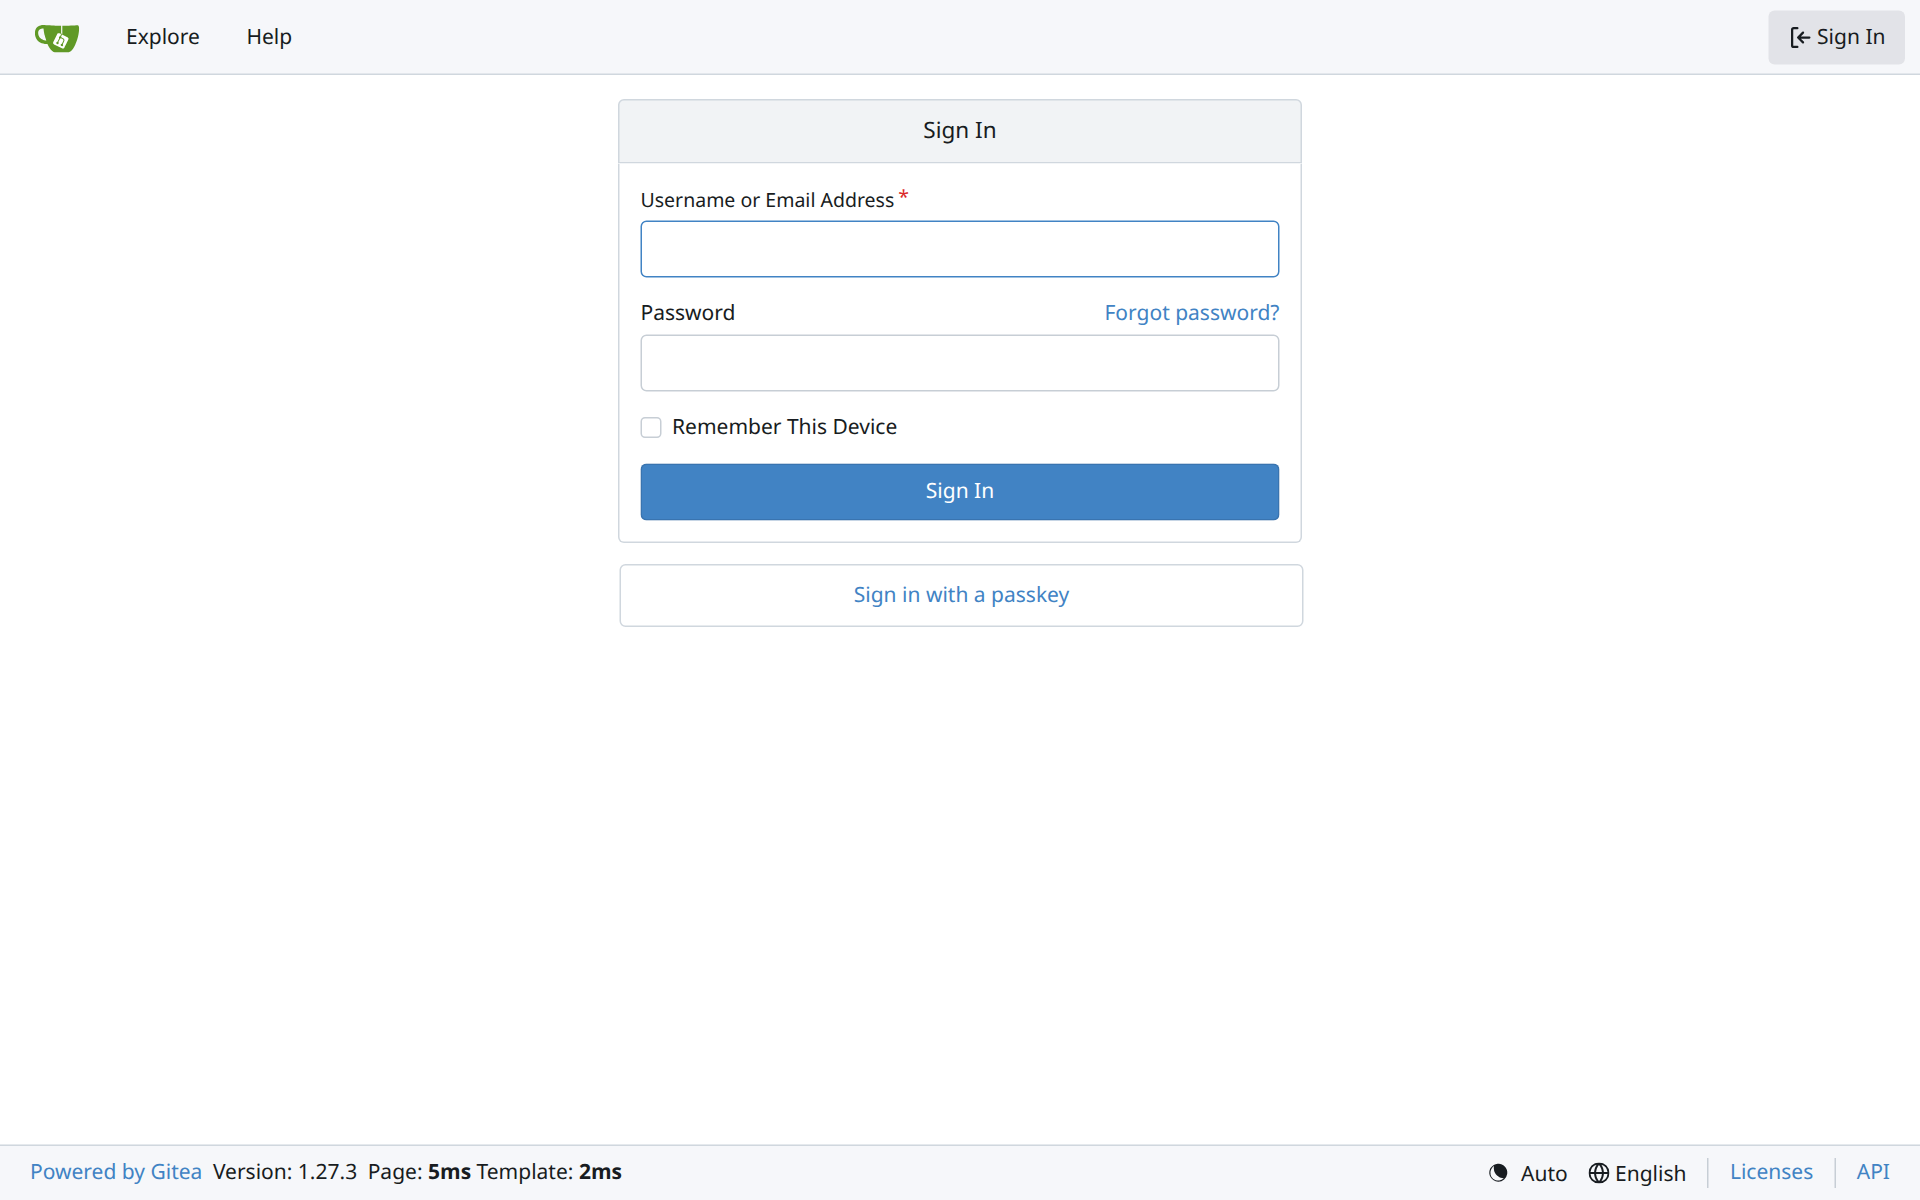 Explore
Help
Sign In
Sign In
Username or Email Address *
Password
Forgot password?
Remember This Device
Sign In
Sign in with a passkey
Powered by Gitea Version: 1.27.3 Page: 5ms Template: 2ms
Auto
English
Licenses
API